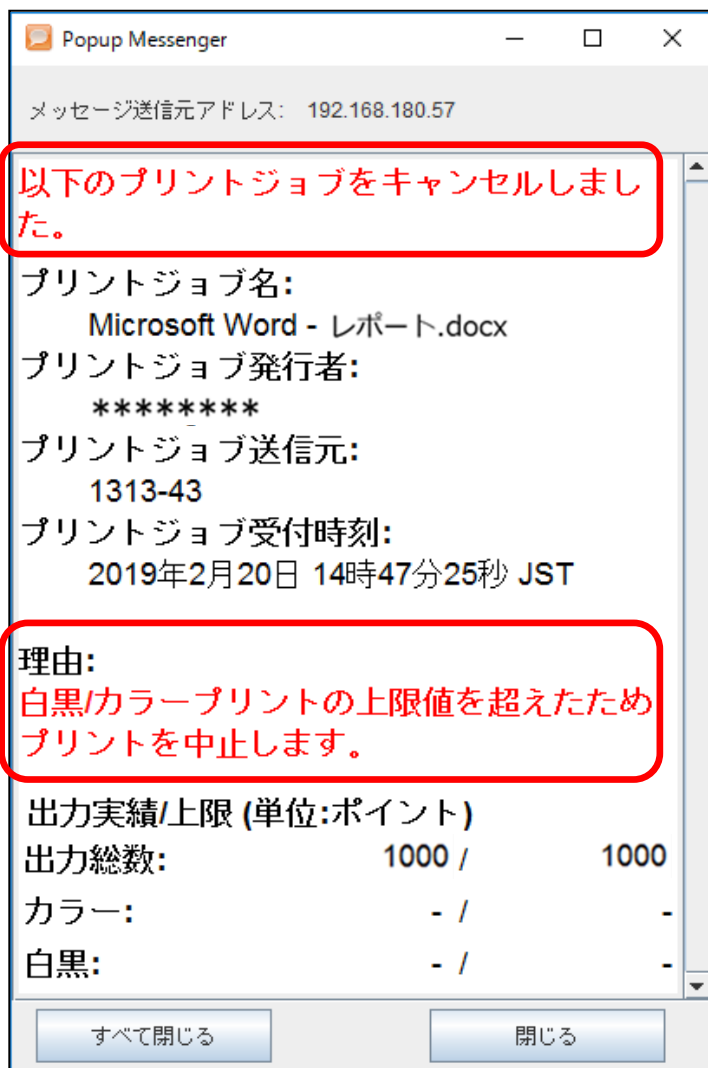 Popup Messenger
メッセージ送信元アドレス: 192.168.180.57
以下のプリントジョブをキャンセルしまし
た。
プリントジョブ名:
Microsoft Word - レポート.docx
プリントジョブ発行者:
********
プリントジョブ送信元:
1313-43
プリントジョブ受付時刻:
2019年2月20日 14時47分25秒 JST
理由:
白黒/カラープリントの上限値を超えたため
プリントを中止します。
出力実績/上限 (単位:ポイント)
出力総数: 1000 / 1000
カラー: - / -
白黒: - / -
すべて閉じる 閉じる